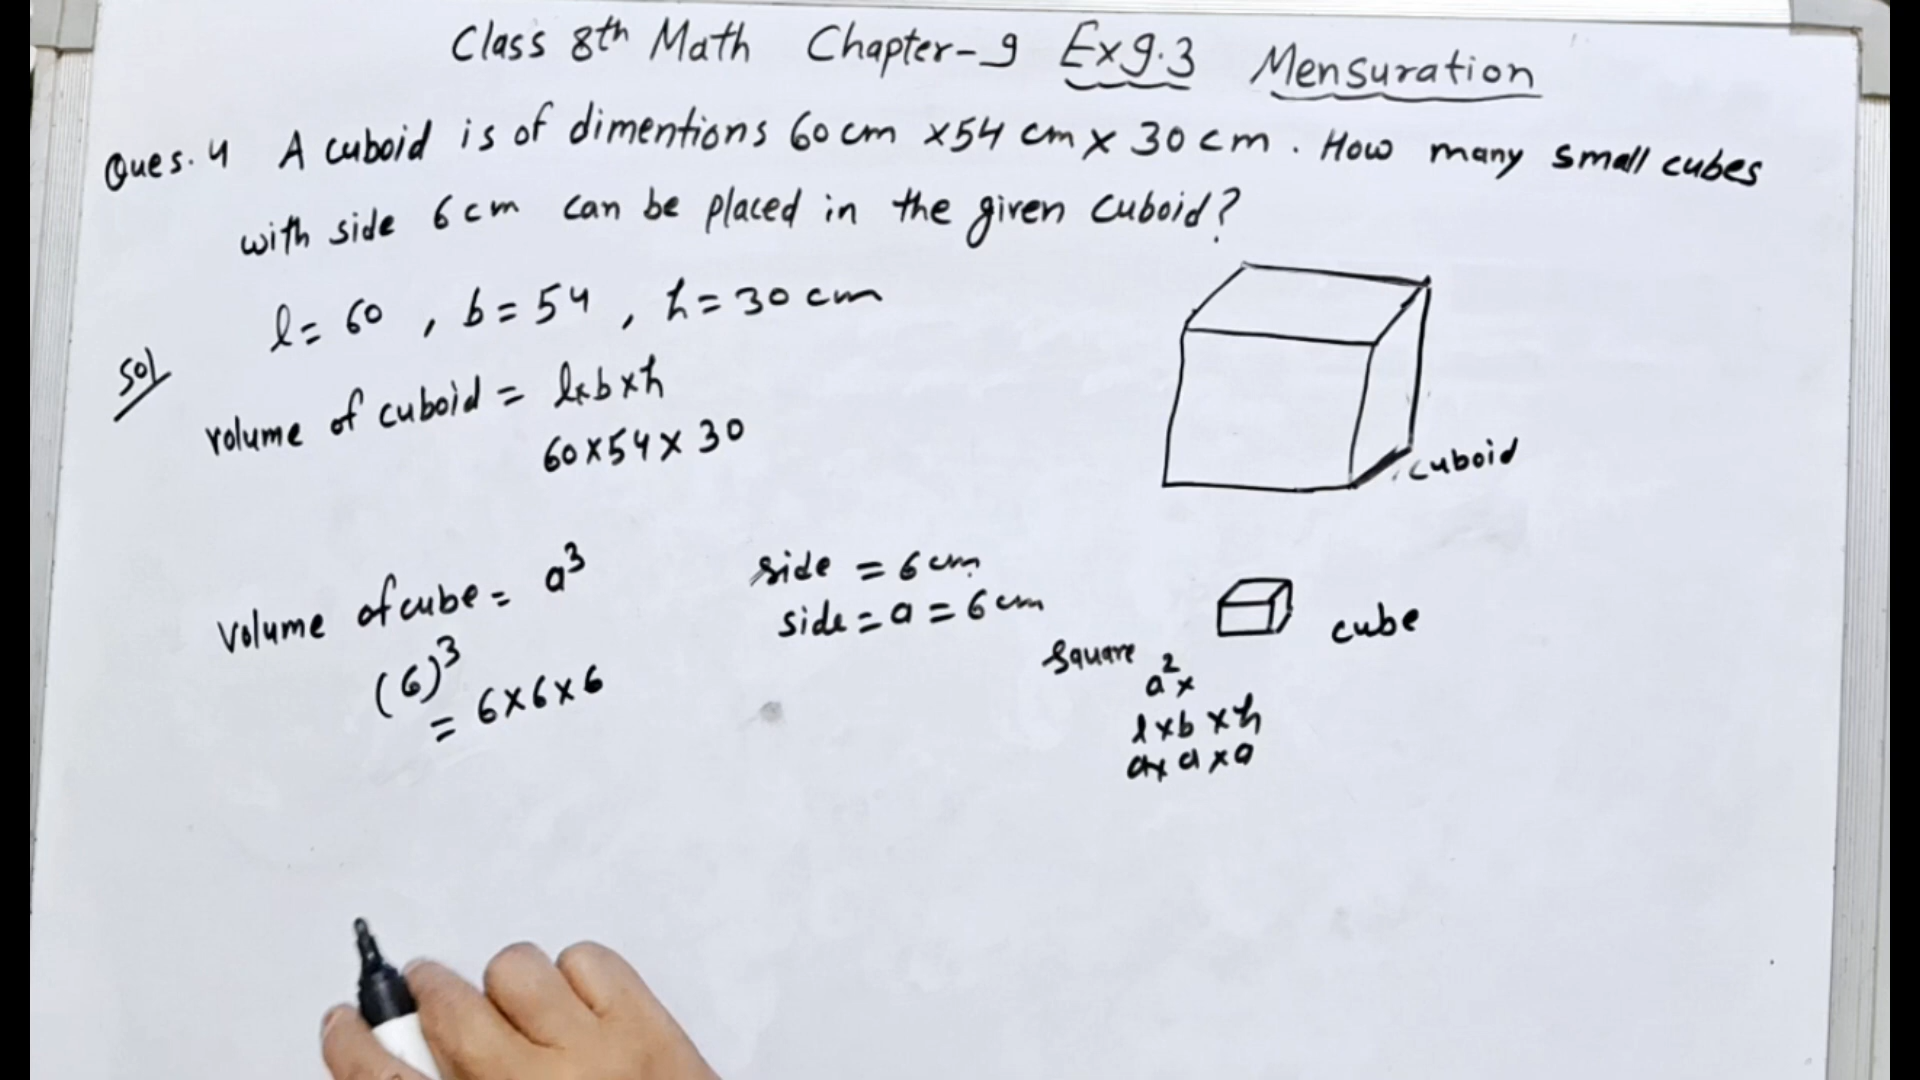 Class 8th Math Chapter-9 Ex9.3 Mensuration
Ques. 4 A cuboid is of dimentions 60 cm x 54 cm x 30 cm. How many small cubes
with side 6 cm can be placed in the given cuboid?
Sol
l = 60 , b = 54 , h = 30 cm
volume of cuboid = l x b x h
60 x 54 x 30
cuboid
volume of cube = a³
(6)³
= 6 x 6 x 6
side = 6 cm
side = a = 6 cm
cube
square
a² x
l x b x h
a x a x a